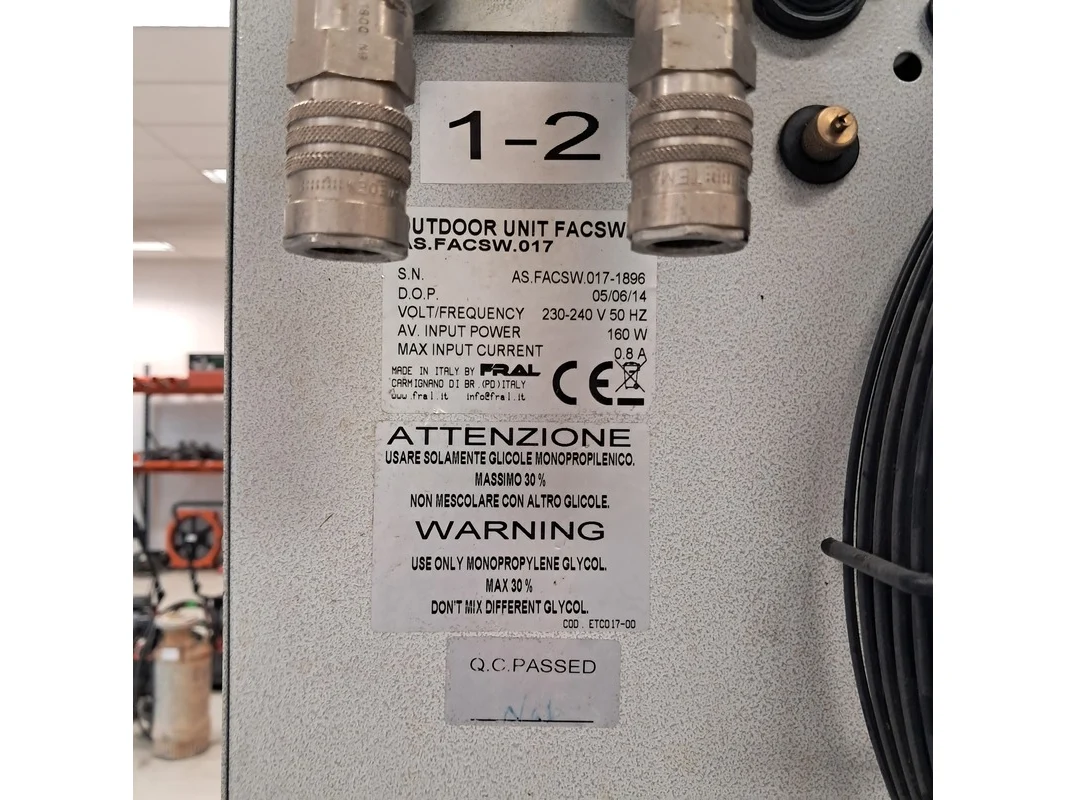 1-2
UTDOOR UNIT FACSW
AS.FACSW.017
S.N. AS.FACSW.017-1896
D.O.P. 05/06/14
VOLT/FREQUENCY 230-240 V 50 HZ
AV. INPUT POWER 160 W
MAX INPUT CURRENT 0.8 A
MADE IN ITALY BY FRAL
CARMIGNANO DI BR.(PD)ITALY
www.fral.it info@fral.it
CE
ATTENZIONE
USARE SOLAMENTE GLICOLE MONOPROPILENICO.
MASSIMO 30 %
NON MESCOLARE CON ALTRO GLICOLE.
WARNING
USE ONLY MONOPROPYLENE GLYCOL.
MAX 30 %
DON'T MIX DIFFERENT GLYCOL.
COD. ETC017-00
Q.C.PASSED